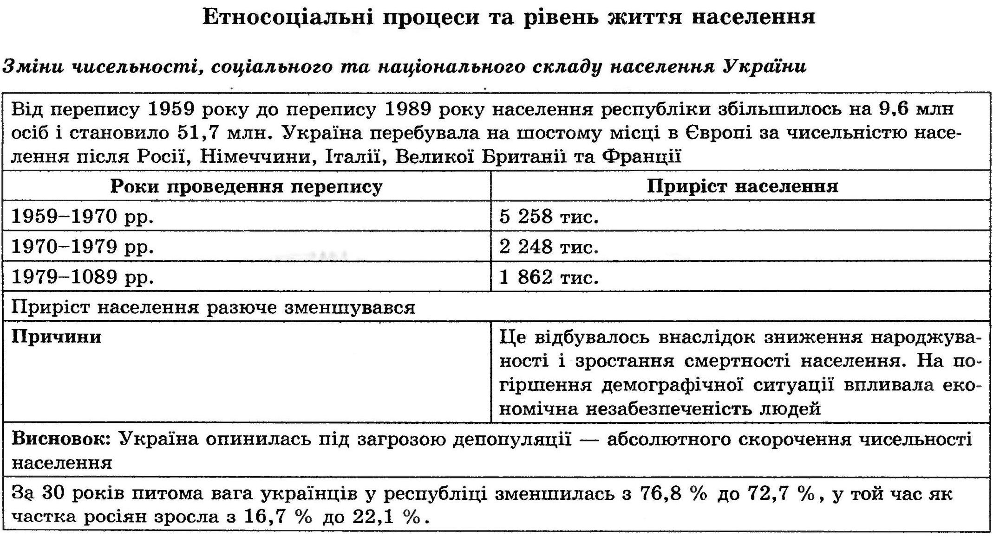 Етносоціальні процеси та рівень життя населення
Зміни чисельності, соціального та національного складу населення України
Від перепису 1959 року до перепису 1989 року населення республіки збільшилось на 9,6 млн
осіб і становило 51,7 млн. Україна перебувала на шостому місці в Європі за чисельністю насе-
лення після Росії, Німеччини, Італії, Великої Британії та Франції
Роки проведення перепису Приріст населення
1959–1970 рр. 5 258 тис.
1970–1979 рр. 2 248 тис.
1979–1089 рр. 1 862 тис.
Приріст населення разюче зменшувався
Причини Це відбувалось внаслідок зниження народжува-
ності і зростання смертності населення. На по-
гіршення демографічної ситуації впливала еко-
номічна незабезпеченість людей
Висновок: Україна опинилась під загрозою депопуляції — абсолютного скорочення чисельності
населення
За 30 років питома вага українців у республіці зменшилась з 76,8 % до 72,7 %, у той час як
частка росіян зросла з 16,7 % до 22,1 %.